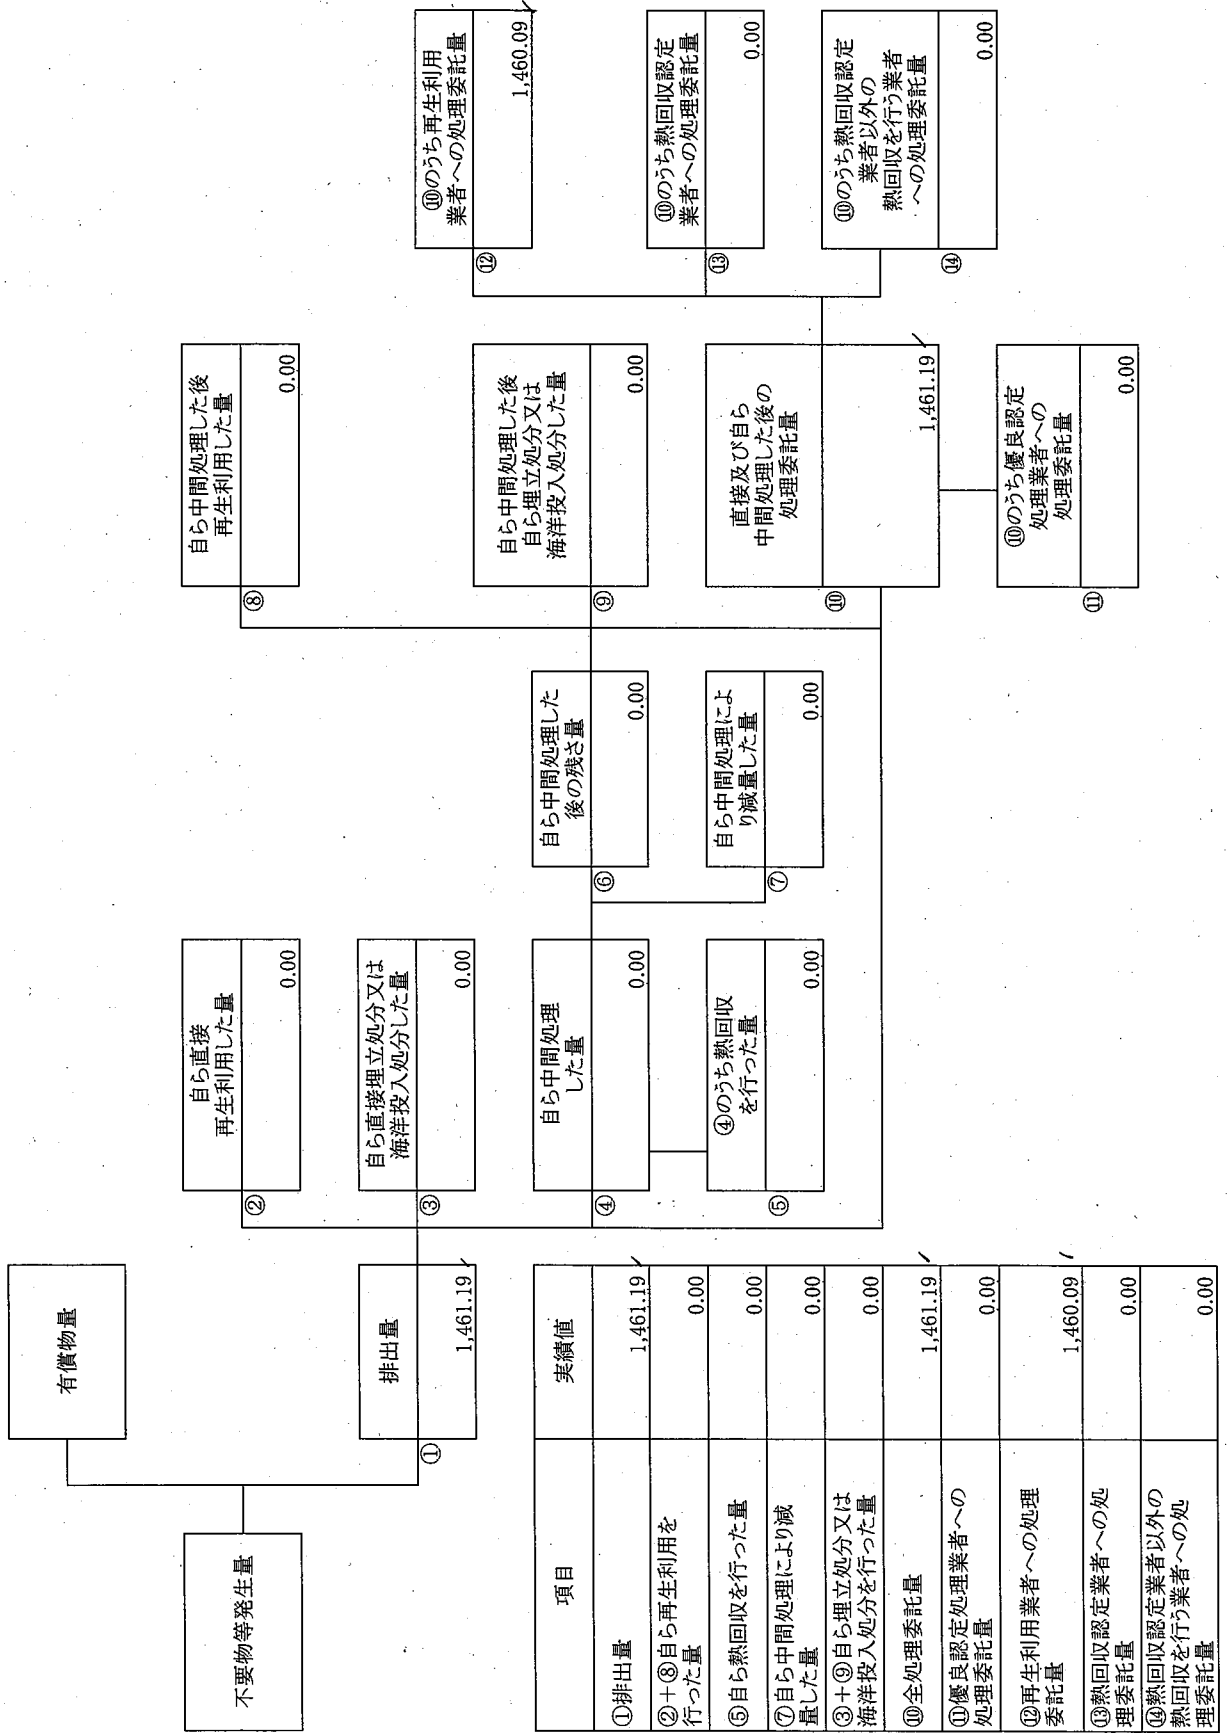 有償物量
不要物等発生量
①
排出量
1,461.19
②
自ら直接
再生利用した量
0.00
③
自ら直接埋立処分又は
海洋投入処分した量
0.00
④
自ら中間処理
した量
0.00
⑤
④のうち熱回収
を行った量
0.00
⑥
自ら中間処理した
後の残さ量
0.00
⑦
自ら中間処理によ
り減量した量
0.00
⑧
自ら中間処理した後
再生利用した量
0.00
⑨
自ら中間処理した後
自ら埋立処分又は
海洋投入処分した量
0.00
⑩
直接及び自ら
中間処理した後の
処理委託量
1,461.19
⑪
⑩のうち優良認定
処理業者への
処理委託量
0.00
⑫
⑩のうち再生利用
業者への処理委託量
1,460.09
⑬
⑩のうち熱回収認定
業者への処理委託量
0.00
⑭
⑩のうち熱回収認定
業者以外の
熱回収を行う業者
への処理委託量
0.00
項目 実績値
①排出量 1,461.19
②+⑧自ら再生利用を
行った量 0.00
⑤自ら熱回収を行った量 0.00
⑦自ら中間処理により減
量した量 0.00
③+⑨自ら埋立処分又は
海洋投入処分を行った量 0.00
⑩全処理委託量 1,461.19
⑪優良認定処理業者への
処理委託量 0.00
⑫再生利用業者への処理
委託量 1,460.09
⑬熱回収認定業者への処
理委託量 0.00
⑭熱回収認定業者以外の
熱回収を行う業者への処
理委託量 0.00